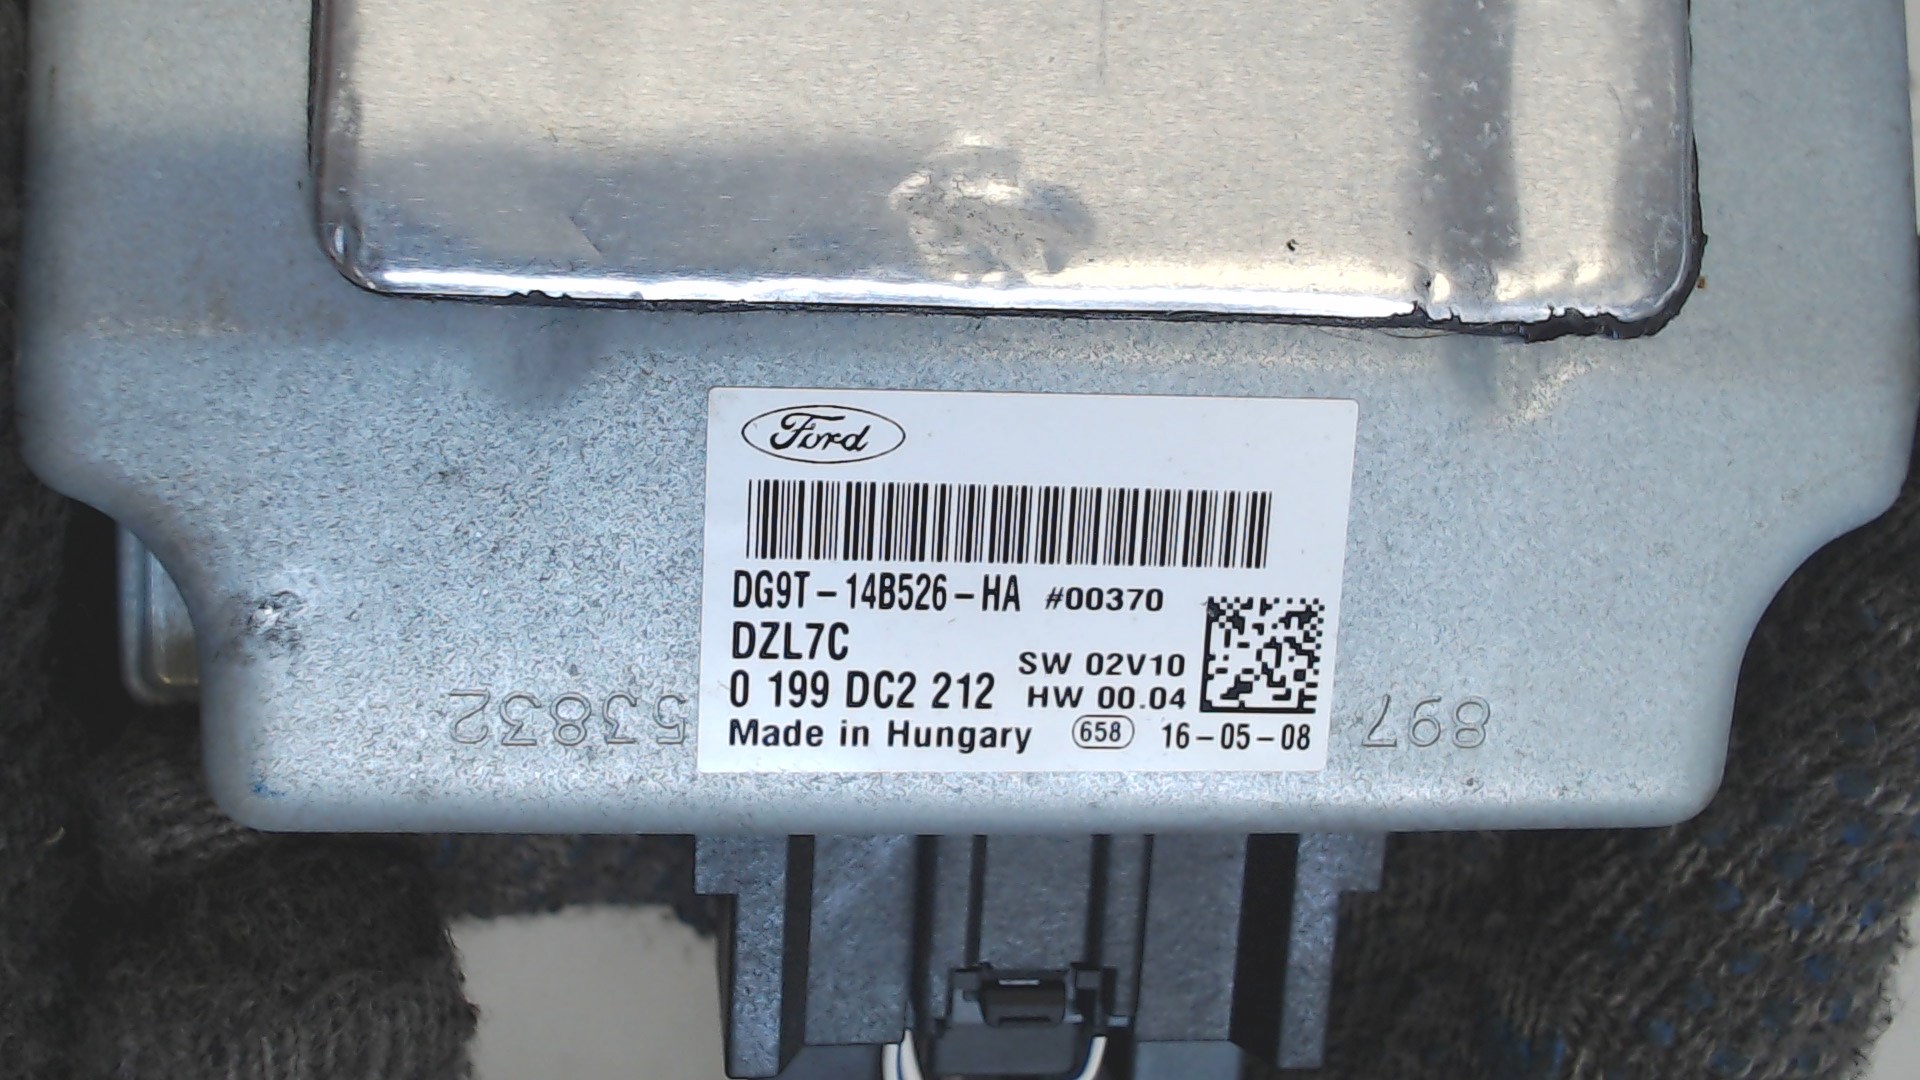 Ford
DG9T-14B526-HA #00370
DZL7C
SW 02V10
0 199 DC2 212 HW 00.04
Made in Hungary 658 16-05-08
897
53832